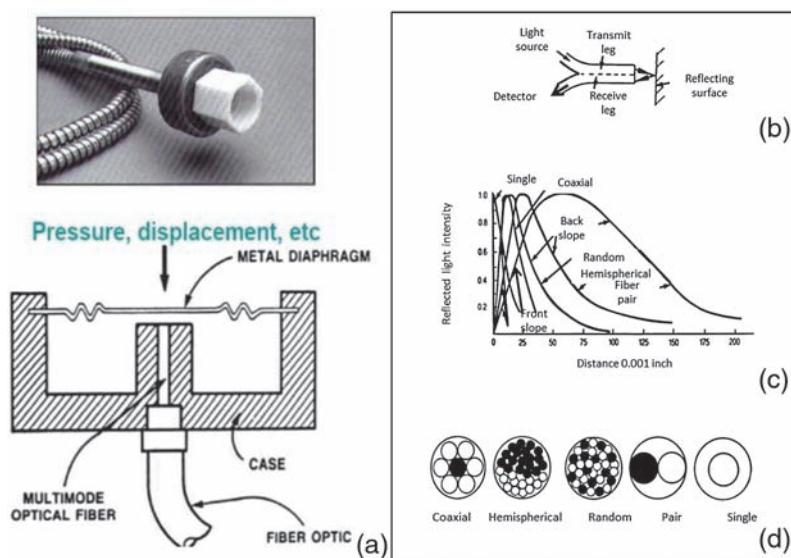 Pressure, displacement, etc
METAL DIAPHRAGM
CASE
MULTIMODE
OPTICAL FIBER
FIBER OPTIC
(a)
Light
source
Transmit
leg
Reflecting
surface
Detector
Receive
leg
(b)
Single
Coaxial
1.0
0.8
0.6
0.4
0.2
Back
slope
Random
Hemispherical
Fiber
pair
Front
slope
Reflected light intensity
0
25
50
75
100
125
150
175
200
Distance 0.001 inch
(c)
Coaxial
Hemispherical
Random
Pair
Single
(d)